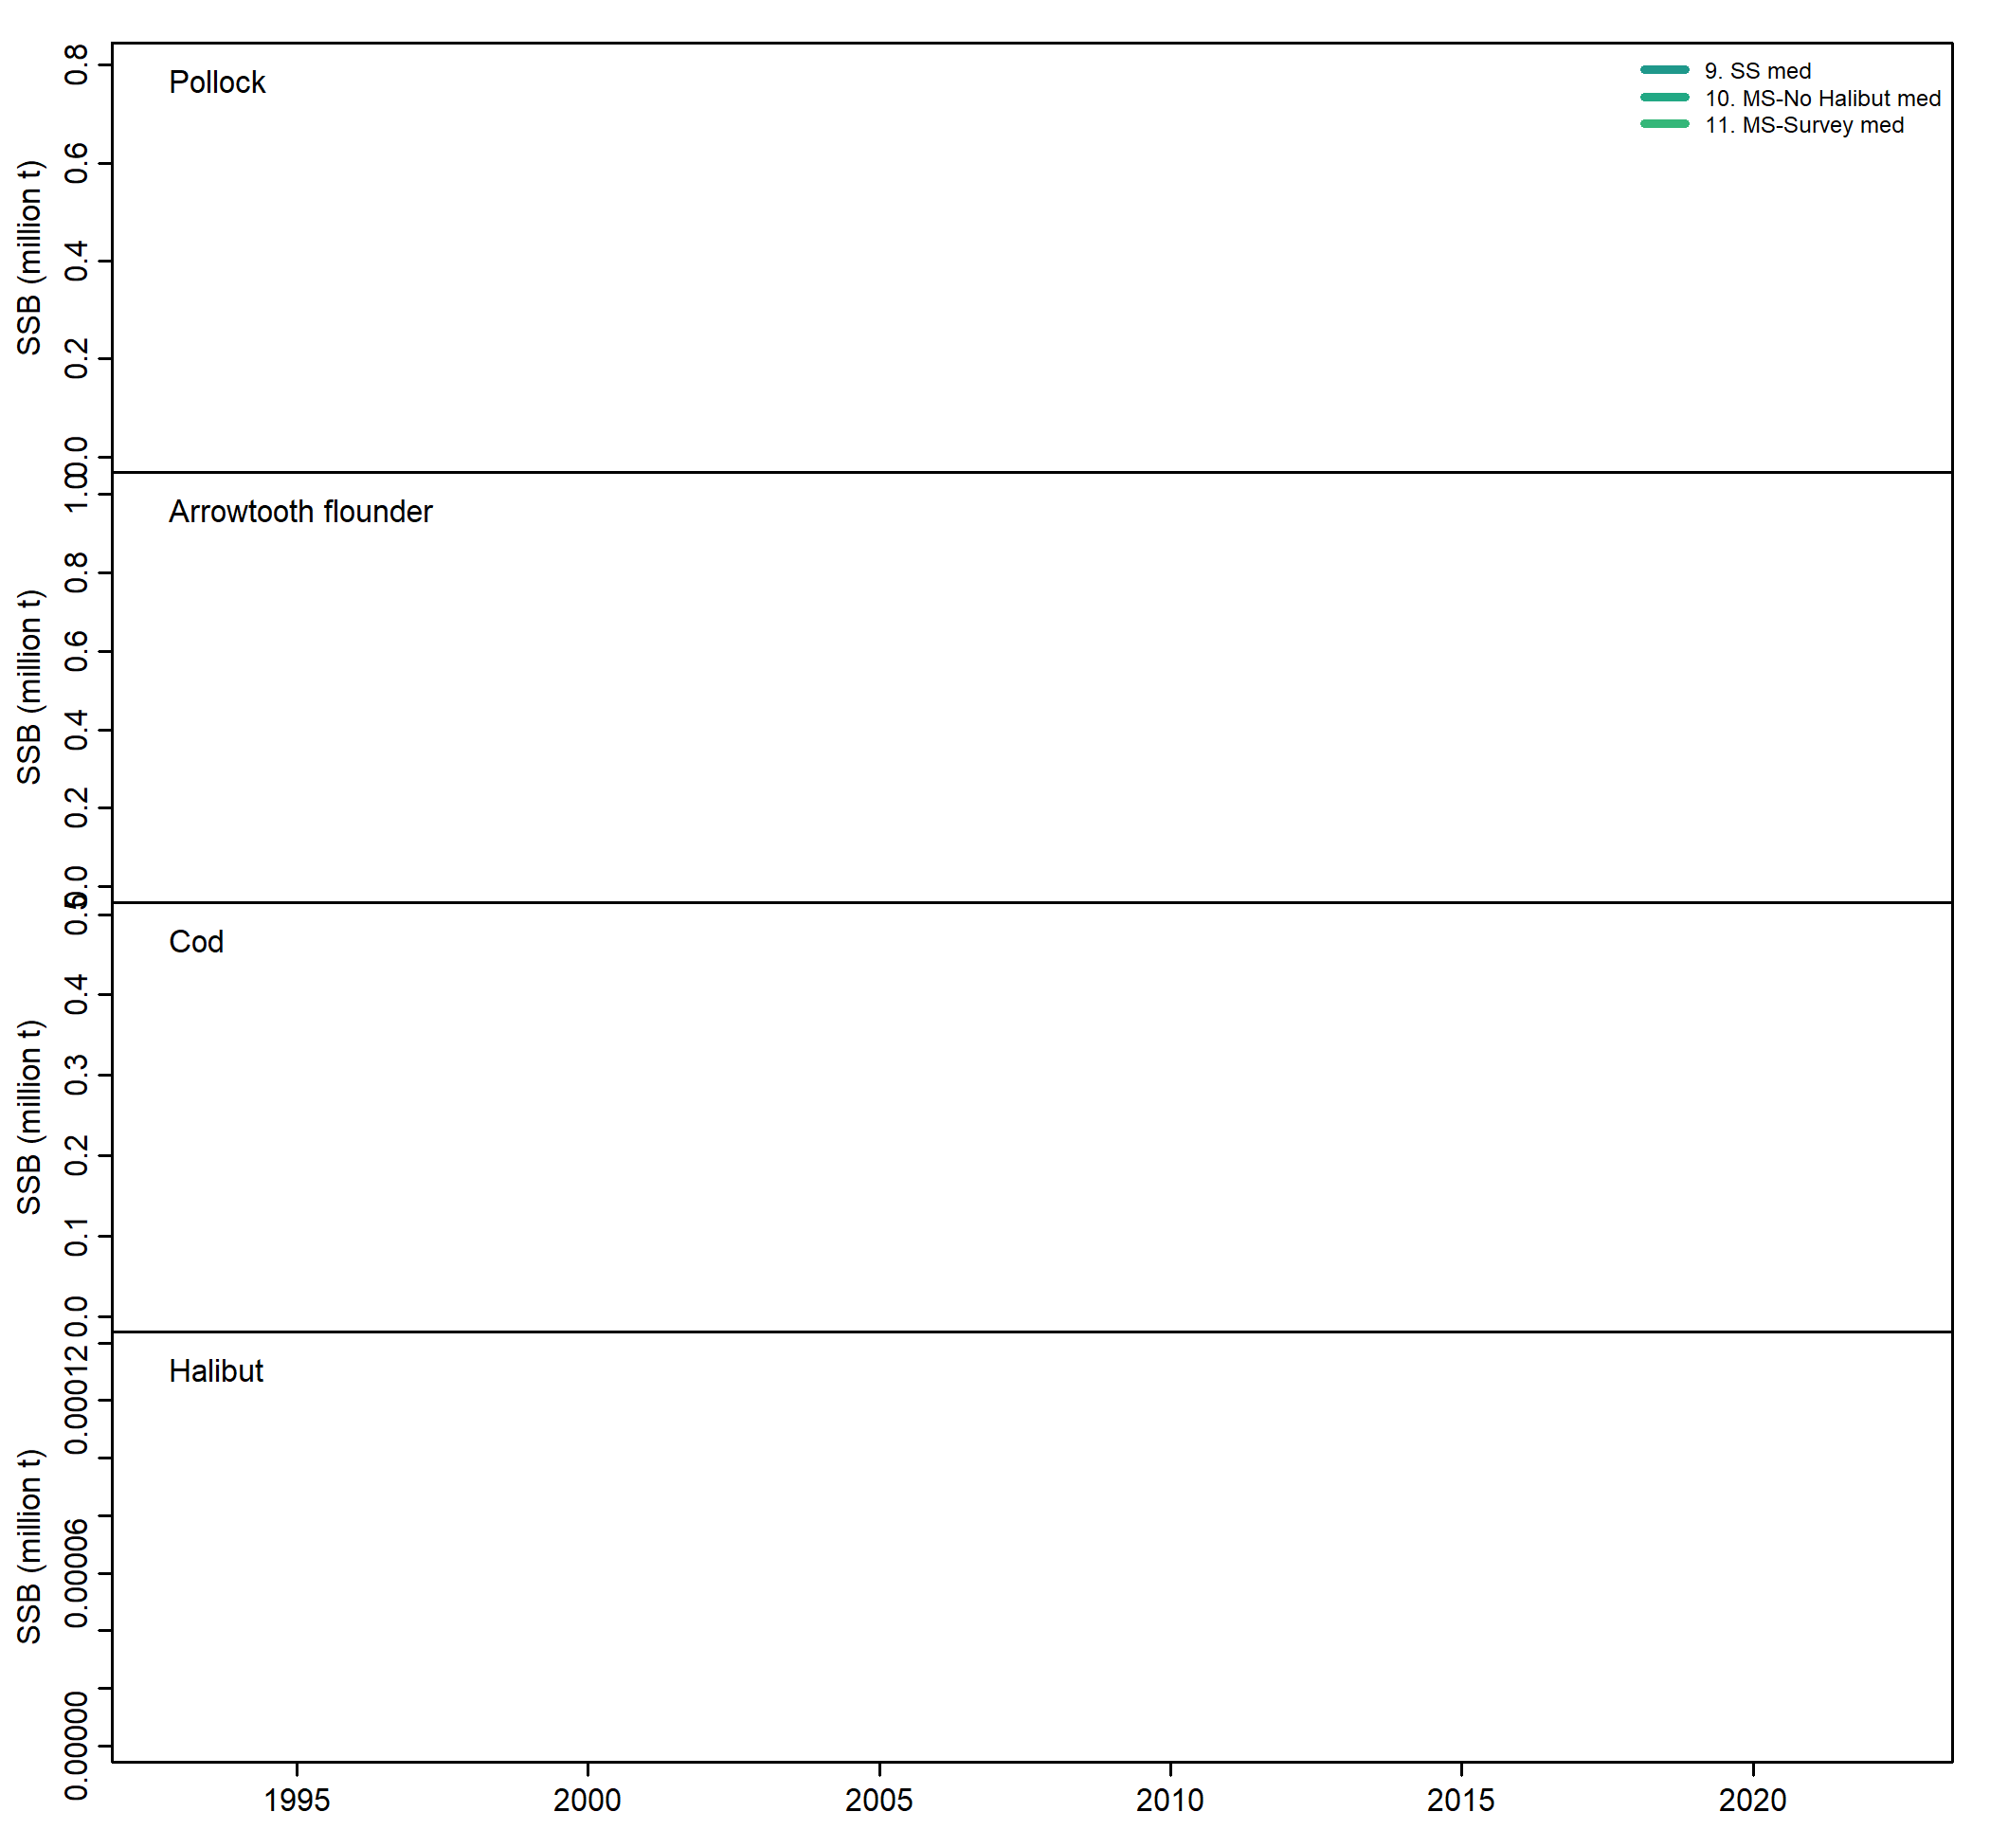 Pollock
9. SS med
10. MS-No Halibut med
11. MS-Survey med
SSB (million t)
0.8
0.6
0.4
0.2
0.0
Arrowtooth flounder
SSB (million t)
1.0
0.8
0.6
0.4
0.2
0.0
Cod
SSB (million t)
0.5
0.4
0.3
0.2
0.1
0.0
Halibut
SSB (million t)
0.00012
0.00006
0.00000
1995 2000 2005 2010 2015 2020